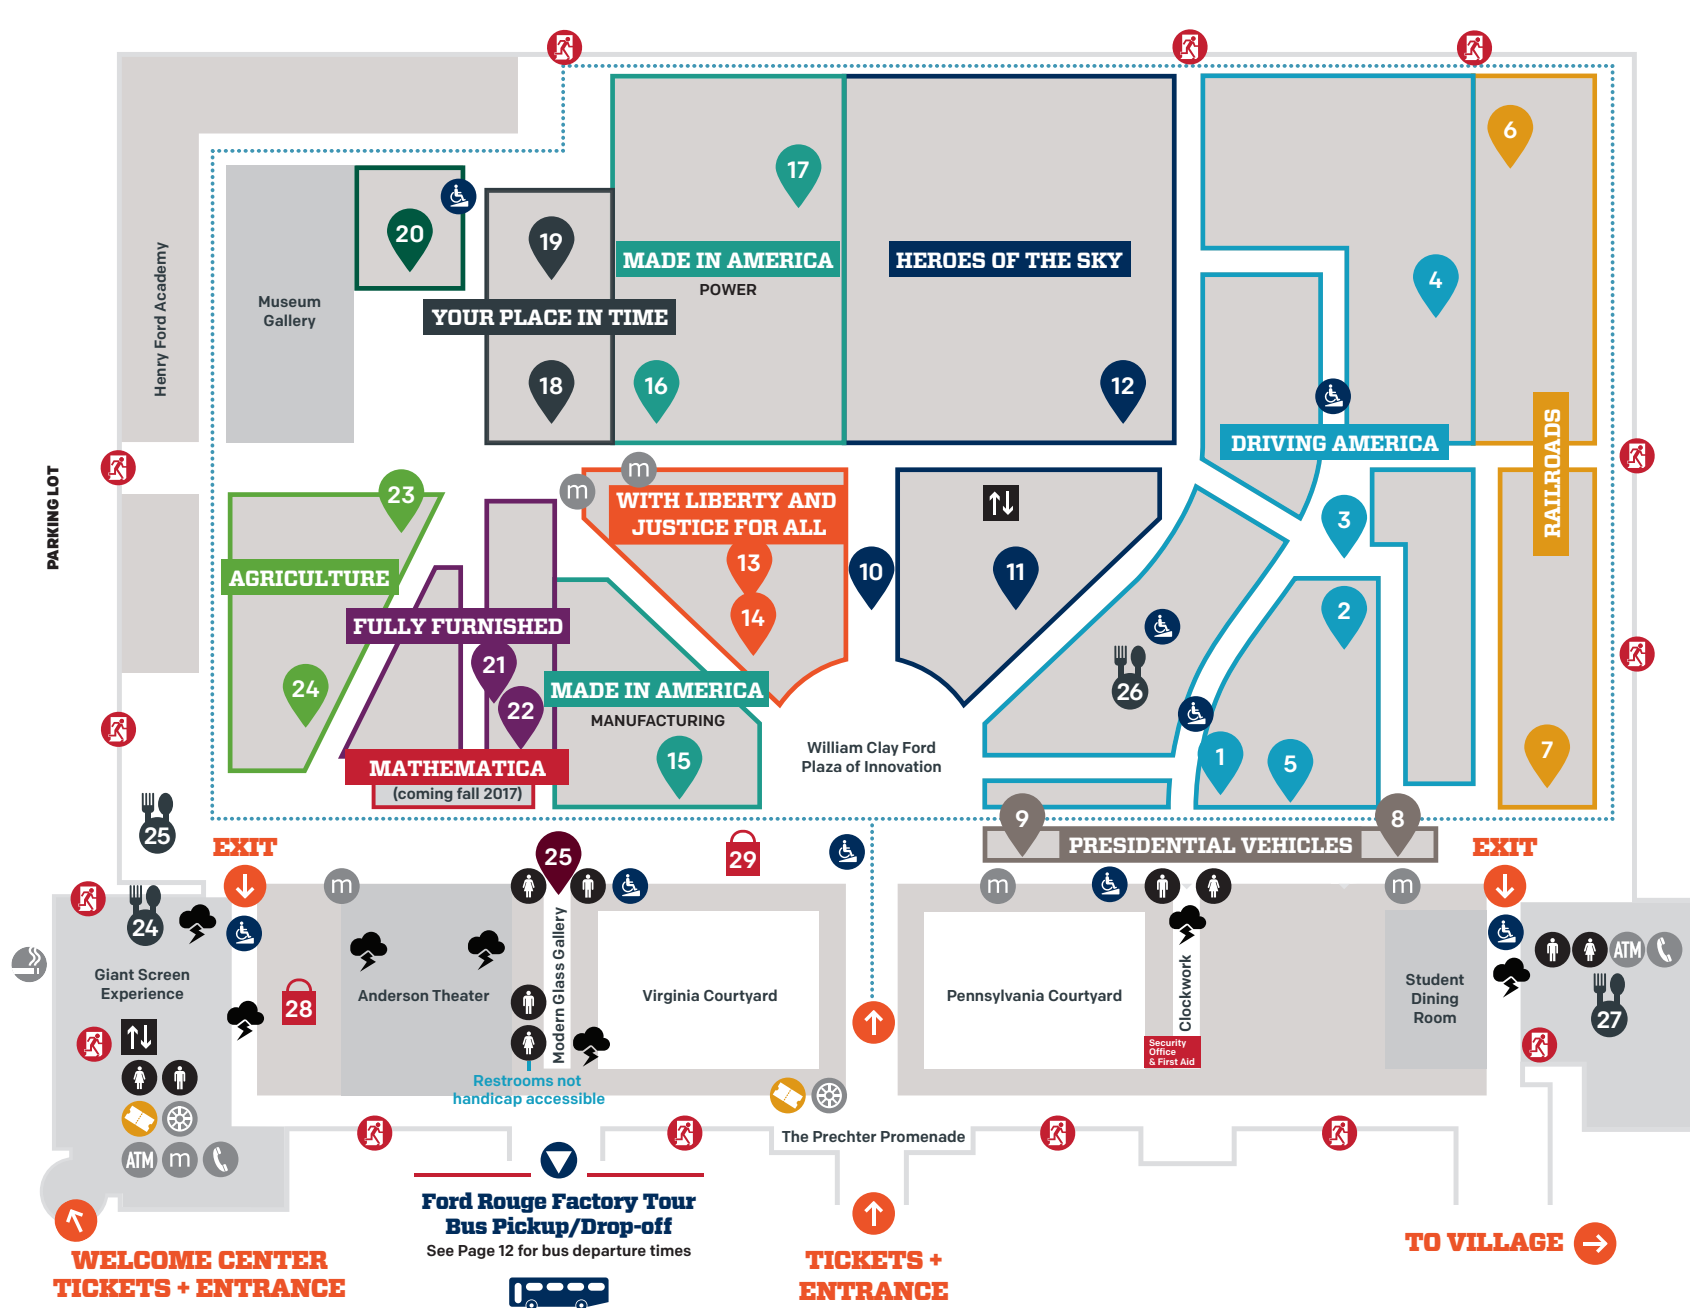 6
17
20
19
MADE IN AMERICA
POWER
HEROES OF THE SKY
4
Henry Ford Academy
Museum
Gallery
YOUR PLACE IN TIME
18
16
12
DRIVING AMERICA
RAILROADS
PARKING LOT
23
m
m
WITH LIBERTY AND
JUSTICE FOR ALL
13
14
10
11
3
2
AGRICULTURE
FULLY FURNISHED
21
22
24
MADE IN AMERICA
MANUFACTURING
15
26
William Clay Ford
Plaza of Innovation
1
5
7
MATHEMATICA
(coming fall 2017)
25
EXIT
25
29
9
PRESIDENTIAL VEHICLES
8
EXIT
m
m
m
24
Giant Screen
Experience
28
Anderson Theater
Modern Glass Gallery
Virginia Courtyard
Pennsylvania Courtyard
Clockwork
Student
Dining
Room
ATM
27
Security
Office
& First Aid
Restrooms not
handicap accessible
ATM
m
The Prechter Promenade
Ford Rouge Factory Tour
Bus Pickup/Drop-off
See Page 12 for bus departure times
WELCOME CENTER
TICKETS + ENTRANCE
TICKETS +
ENTRANCE
TO VILLAGE